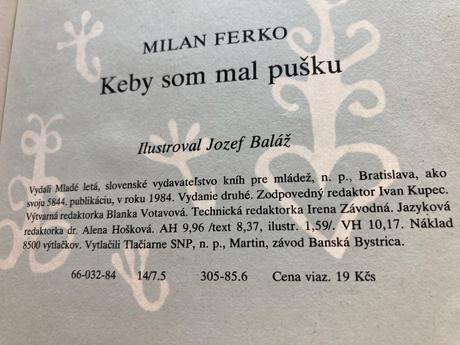 MILAN FERKO
Keby som mal pušku
Ilustroval Jozef Baláž
Vydali Mladé letá, slovenské vydavateľstvo kníh pre mládež, n. p., Bratislava, ako
svoju 5844. publikáciu, v roku 1984. Vydanie druhé. Zodpovedný redaktor Ivan Kupec.
Výtvarná redaktorka Blanka Votavová. Technická redaktorka Irena Závodná. Jazyková
redaktorka dr. Alena Hošková. AH 9,96 /text 8,37, ilustr. 1,59/. VH 10,17. Náklad
8500 výtlačkov. Vytlačili Tlačiarne SNP, n. p., Martin, závod Banská Bystrica.
66-032-84 14/7.5 305-85.6 Cena viaz. 19 Kčs